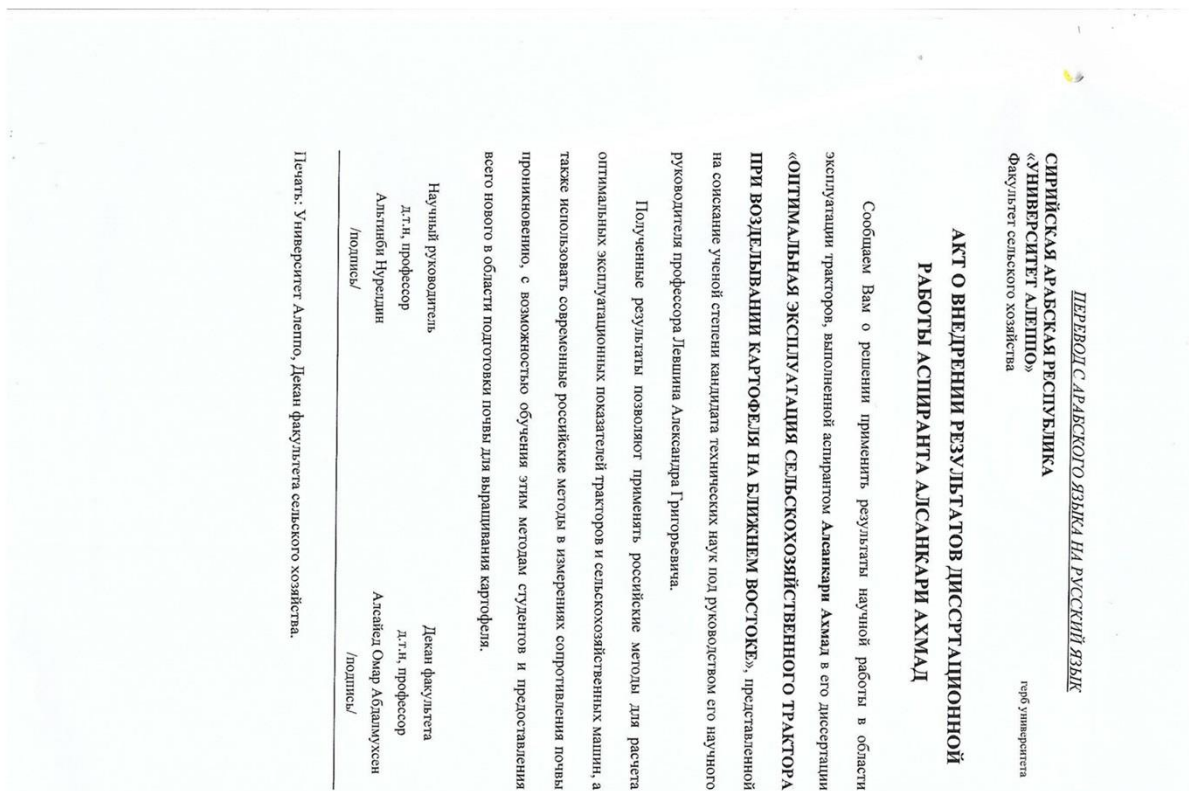 ПЕРЕВОД С АРАБСКОГО ЯЗЫКА НА РУССКИЙ ЯЗЫК
СИРИЙСКАЯ АРАБСКАЯ РЕСПУБЛИКА
«УНИВЕРСИТЕТ АЛЕППО»
Факультет сельского хозяйства
герб университета
АКТ О ВНЕДРЕНИИ РЕЗУЛЬТАТОВ ДИССРТАЦИОННОЙ
РАБОТЫ АСПИРАНТА АЛСАНКАРИ АХМАД
Сообщаем Вам о решении применить результаты научной работы в области
эксплуатации тракторов, выполненной аспирантом Алсанкари Ахмад в его диссертации
«ОПТИМАЛЬНАЯ ЭКСПЛУАТАЦИЯ СЕЛЬСКОХОЗЯЙСТВЕННОГО ТРАКТОРА
ПРИ ВОЗДЕЛЫВАНИИ КАРТОФЕЛЯ НА БЛИЖНЕМ ВОСТОКЕ», представленной
на соискание ученой степени кандидата технических наук под руководством его научного
руководителя профессора Левшина Александра Григорьевича.
Полученные результаты позволяют применять российские методы для расчета
оптимальных эксплуатационных показателей тракторов и сельскохозяйственных машин, а
также использовать современные российские методы в измерениях сопротивления почвы
проникновению, с возможностью обучения этим методам студентов и предоставления
всего нового в области подготовки почвы для выращивания картофеля.
Научный руководитель
д.т.н, профессор
Альтинби Нурелдин
/подпись/
Декан факультета
д.т.н, профессор
Алсайед Омар Абдалмухсен
/подпись/
Печать: Университет Алеппо, Декан факультета сельского хозяйства.